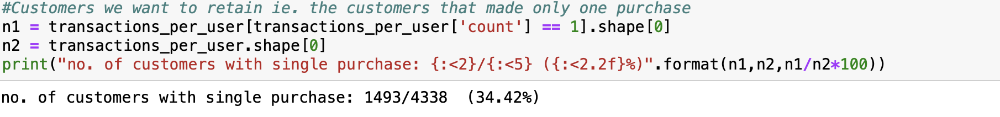 #Customers we want to retain ie. the customers that made only one purchase
n1 = transactions_per_user[transactions_per_user['count'] == 1].shape[0]
n2 = transactions_per_user.shape[0]
print("no. of customers with single purchase: {:<2}/{:<5} ({:<2.2f}%)".format(n1,n2,n1/n2*100))
no. of customers with single purchase: 1493/4338  (34.42%)